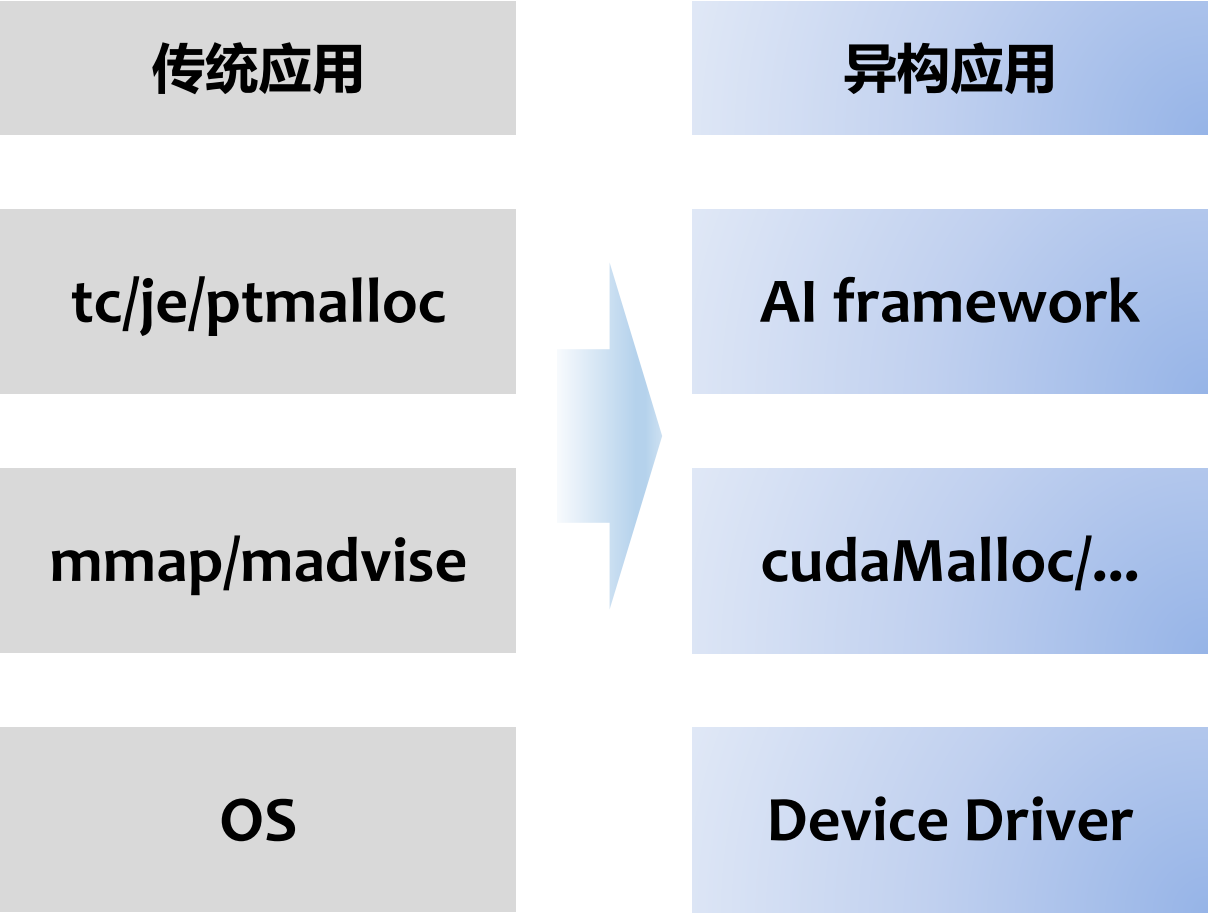 传统应用
异构应用
tc/je/ptmalloc
AI framework
mmap/madvise
cudaMalloc/...
OS
Device Driver